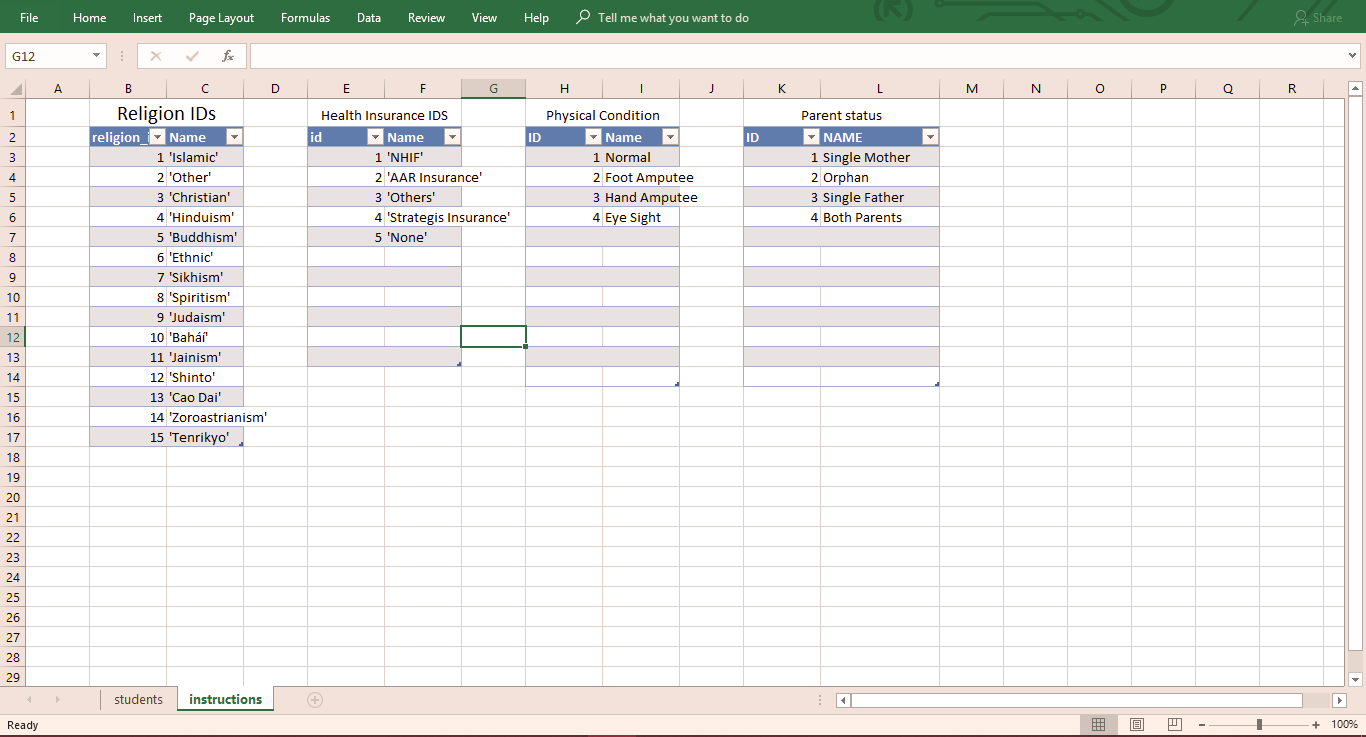 File Home Insert Page Layout Formulas Data Review View Help Tell me what you want to do Share
G12 fx
A B C D E F G H I J K L M N O P Q R
1 Religion IDs Health Insurance IDS Physical Condition Parent status
2 religion_i Name id Name ID Name ID NAME
3 1 'Islamic' 1 'NHIF' 1 Normal 1 Single Mother
4 2 'Other' 2 'AAR Insurance' 2 Foot Amputee 2 Orphan
5 3 'Christian' 3 'Others' 3 Hand Amputee 3 Single Father
6 4 'Hinduism' 4 'Strategis Insurance' 4 Eye Sight 4 Both Parents
7 5 'Buddhism' 5 'None'
8 6 'Ethnic'
9 7 'Sikhism'
10 8 'Spiritism'
11 9 'Judaism'
12 10 'Bahái'
13 11 'Jainism'
14 12 'Shinto'
15 13 'Cao Dai'
16 14 'Zoroastrianism'
17 15 'Tenrikyo'
18
19
20
21
22
23
24
25
26
27
28
29
students instructions
Ready 100%